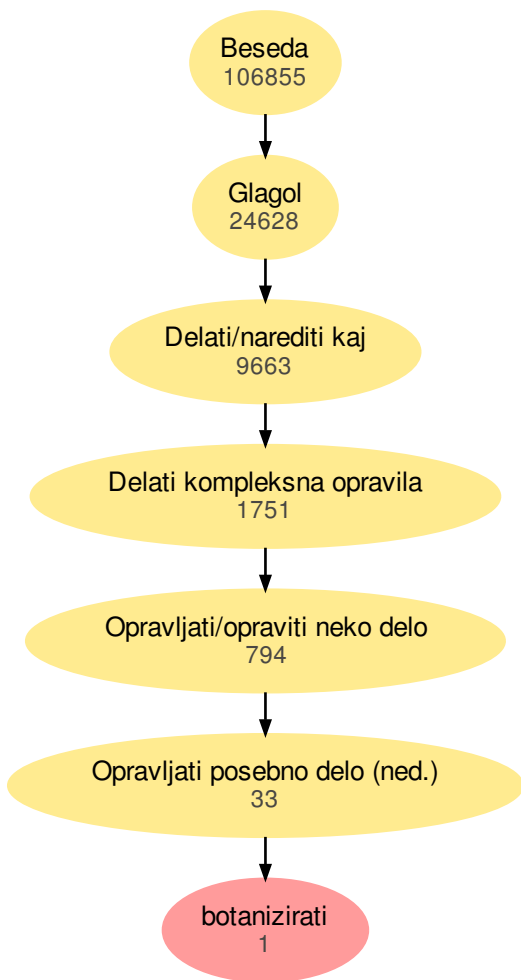 Beseda
106855
Glagol
24628
Delati/narediti kaj
9663
Delati kompleksna opravila
1751
Opravljati/opraviti neko delo
794
Opravljati posebno delo (ned.)
33
botanizirati
1